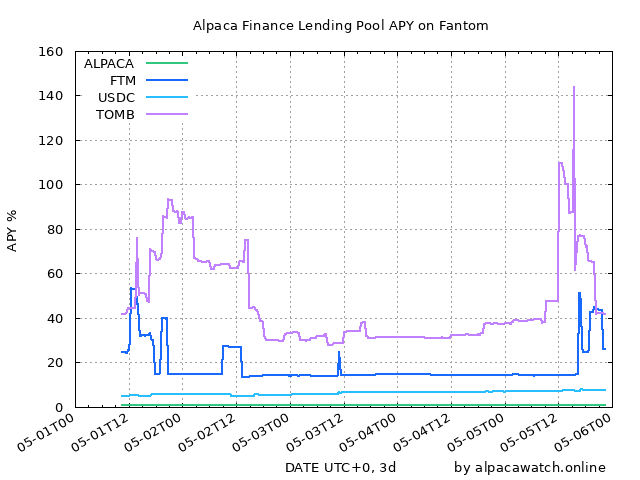 Alpaca Finance Lending Pool APY on Fantom
160
140
120
100
80
60
40
20
0
APY %
ALPACA
FTM
USDC
TOMB
05-01T00
05-01T12
05-02T00
05-02T12
05-03T00
05-03T12
05-04T00
05-04T12
05-05T00
05-05T12
05-06T00
DATE UTC+0, 3d
by alpacawatch.online